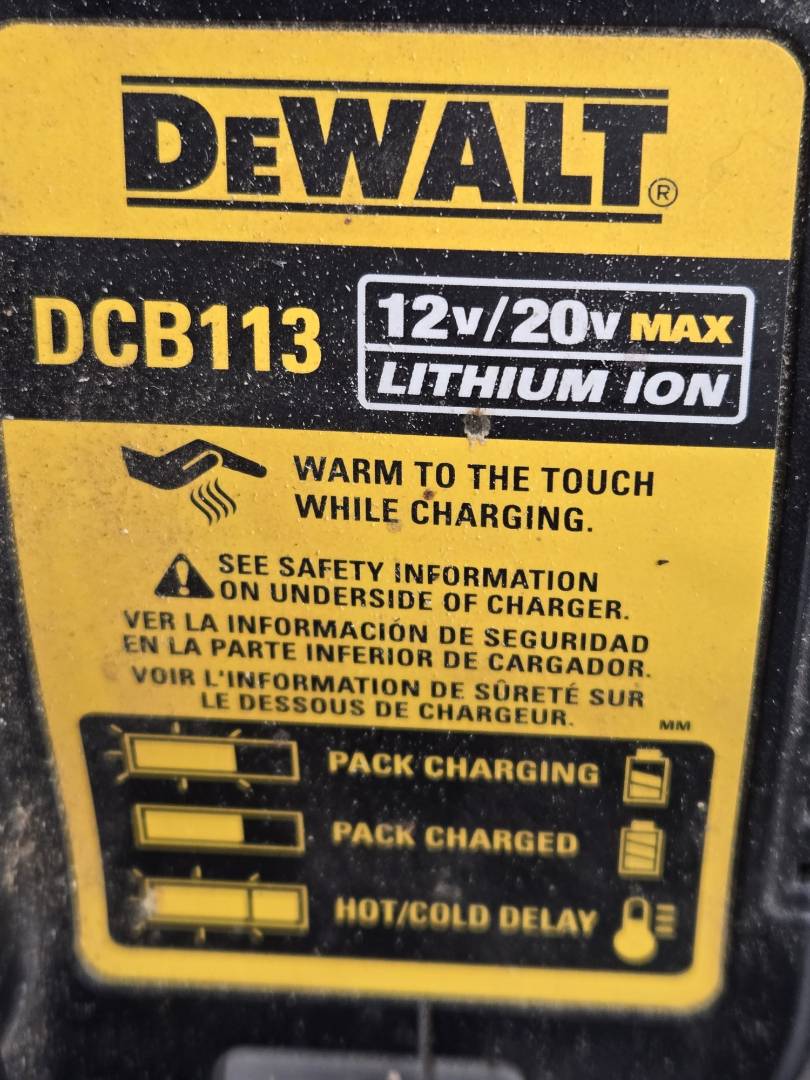 DEWALT®
DCB113
12V/20V MAX
LITHIUM ION
WARM TO THE TOUCH
WHILE CHARGING.
SEE SAFETY INFORMATION
ON UNDERSIDE OF CHARGER.
VER LA INFORMACIÓN DE SEGURIDAD
EN LA PARTE INFERIOR DE CARGADOR.
VOIR L'INFORMATION DE SÛRETÉ SUR
LE DESSOUS DE CHARGEUR.
MM
PACK CHARGING
PACK CHARGED
HOT/COLD DELAY